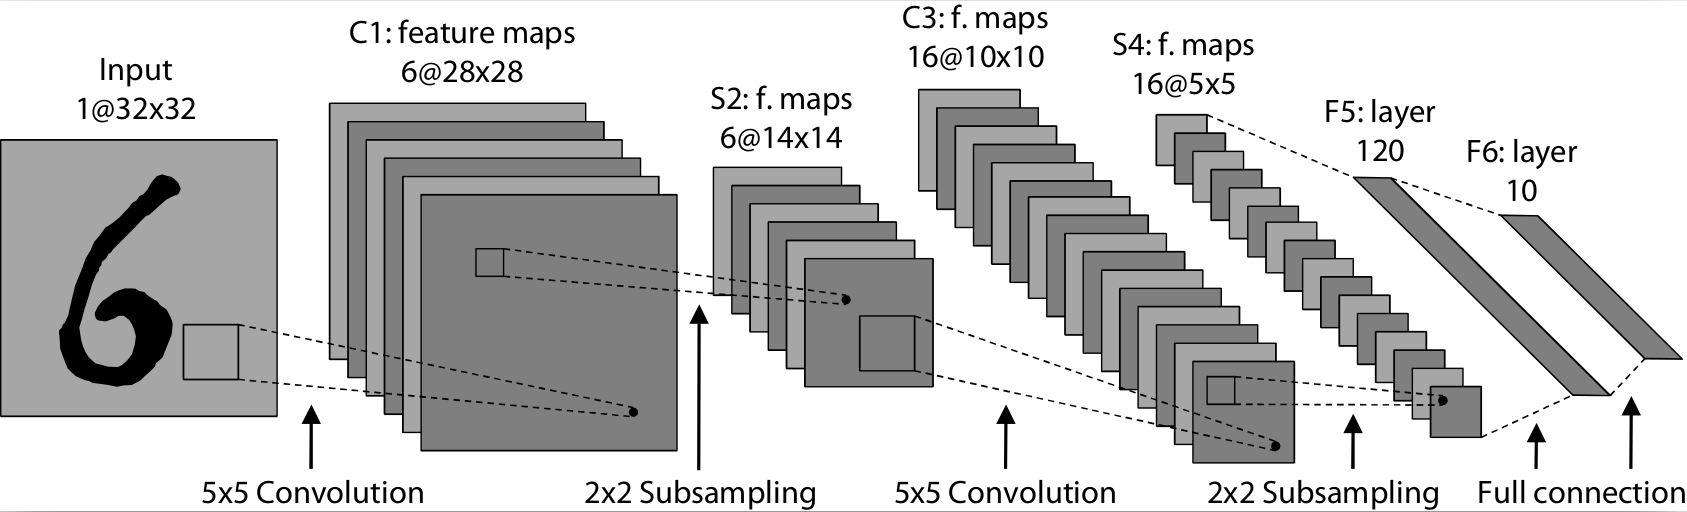 Input
1@32x32
C1: feature maps
6@28x28
S2: f. maps
6@14x14
C3: f. maps
16@10x10
S4: f. maps
16@5x5
F5: layer
120
F6: layer
10
6
5x5 Convolution
2x2 Subsampling
5x5 Convolution
2x2 Subsampling
Full connection